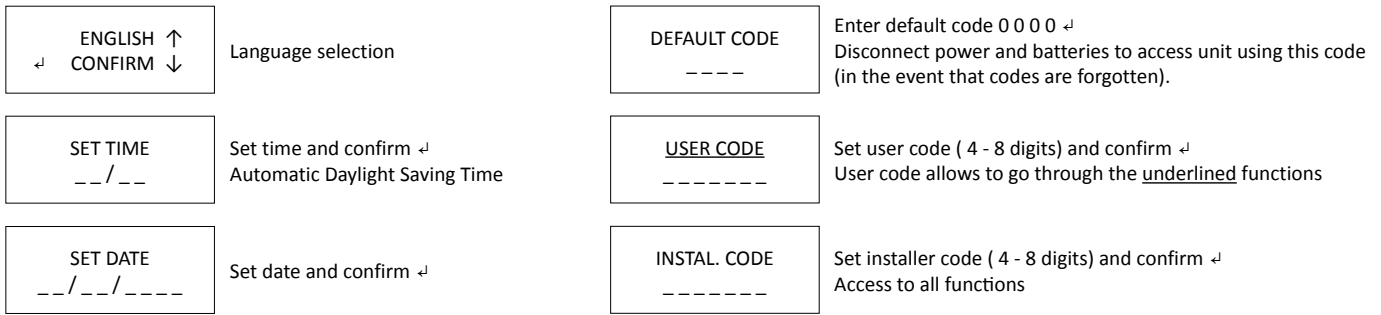 ENGLISH ↑
↲ CONFIRM ↓
Language selection
SET TIME
_ _ / _ _
Set time and confirm ↲
Automatic Daylight Saving Time
SET DATE
_ _ / _ _ / _ _ _ _
Set date and confirm ↲
DEFAULT CODE
_ _ _ _
Enter default code 0 0 0 0 ↲
Disconnect power and batteries to access unit using this code
(in the event that codes are forgotten).
USER CODE
_ _ _ _ _ _ _
Set user code ( 4 - 8 digits) and confirm ↲
User code allows to go through the underlined functions
INSTAL. CODE
_ _ _ _ _ _ _
Set installer code ( 4 - 8 digits) and confirm ↲
Access to all functions